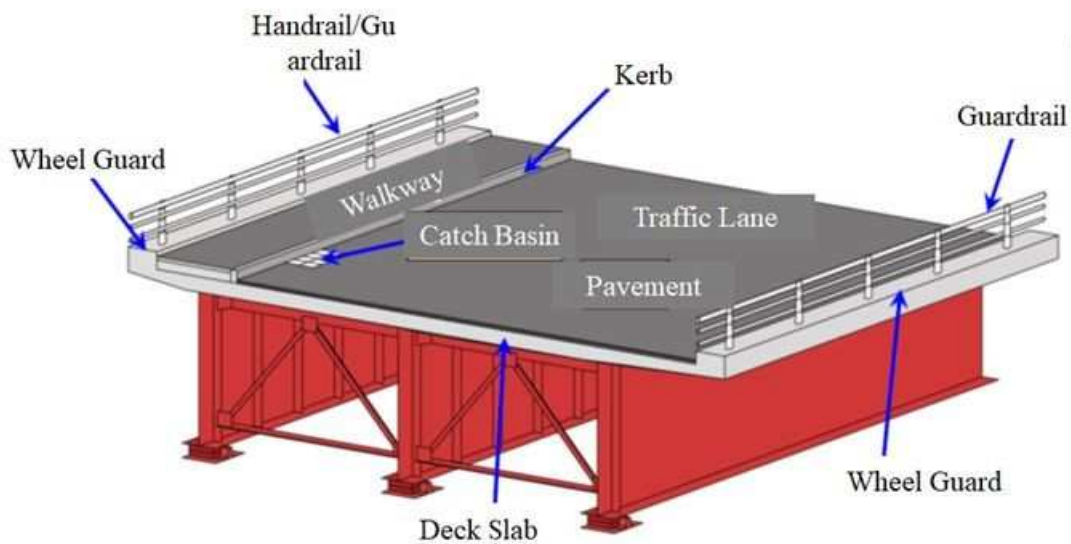 Handrail/Gu
ardrail
Kerb
Guardrail
Wheel Guard
Walkway
Traffic Lane
Catch Basin
Pavement
Wheel Guard
Deck Slab